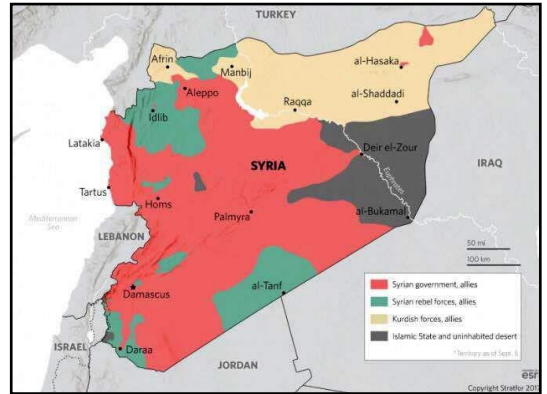 TURKEY
Afrin
Manbij
al-Hasaka
Aleppo
al-Shaddadi
Raqqa
Idlib
Latakia
SYRIA
Deir el-Zour
IRAQ
Euphrates
Tartus
Homs
Palmyra
al-Bukamal
Mediterranean
Sea
LEBANON
50 mi
100 km
Damascus
al-Tanf
Syrian government, allies
Syrian rebel forces, allies
Kurdish forces, allies
Islamic State and uninhabited desert
ISRAEL
Daraa
JORDAN
*Territory as of Sept. 6
esri
Copyright Stratfor 2017